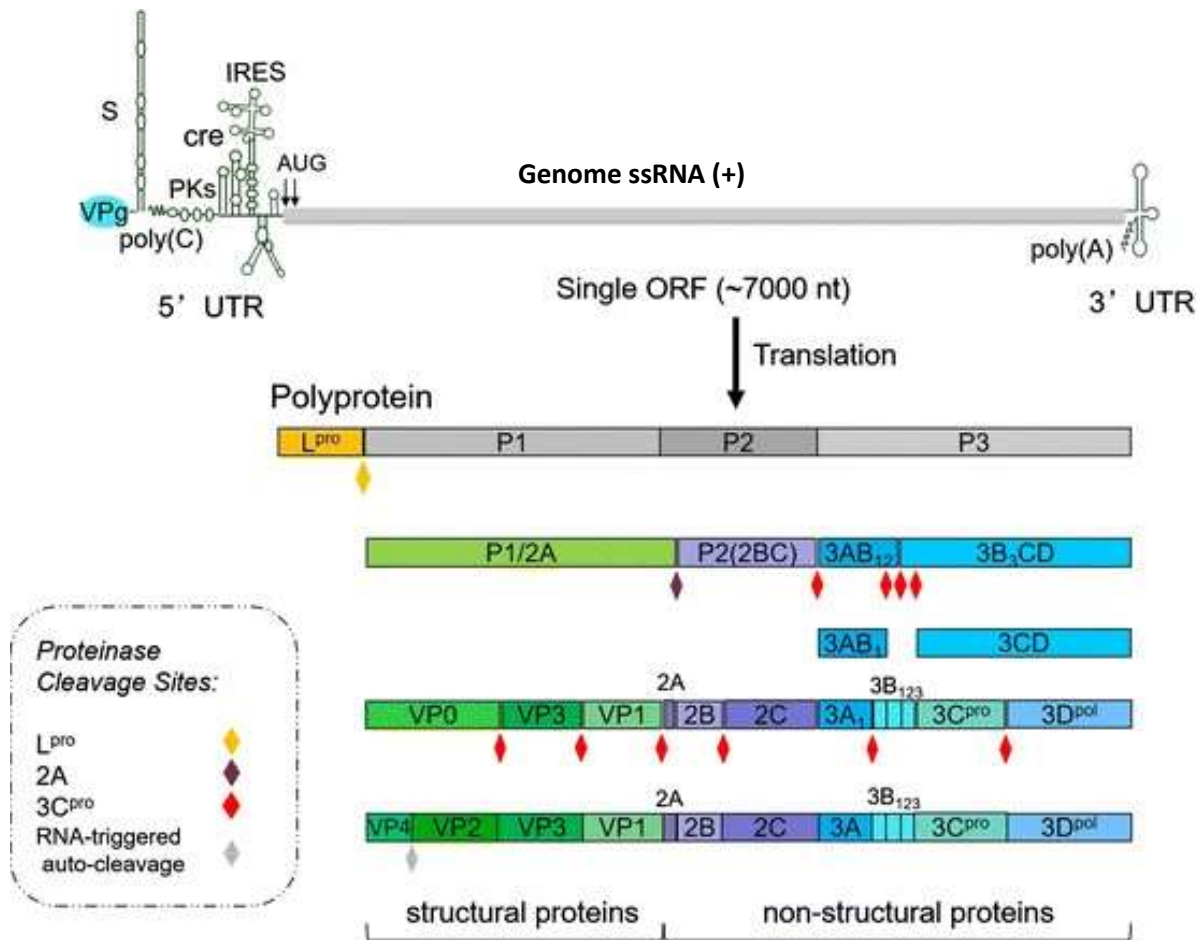 IRES
S
cre
AUG
Genome ssRNA (+)
PKs
VPg
poly(C)
poly(A)
5' UTR
Single ORF (~7000 nt)
3' UTR
Translation
Polyprotein
Lpro P1 P2 P3
P1/2A P2(2BC) 3AB12 3B3CD
3AB1 3CD
2A 3B123
VP0 VP3 VP1 2B 2C 3A1 3Cpro 3Dpol
2A 3B123
VP4 VP2 VP3 VP1 2B 2C 3A 3Cpro 3Dpol
structural proteins non-structural proteins
Proteinase
Cleavage Sites:
Lpro
2A
3Cpro
RNA-triggered
auto-cleavage